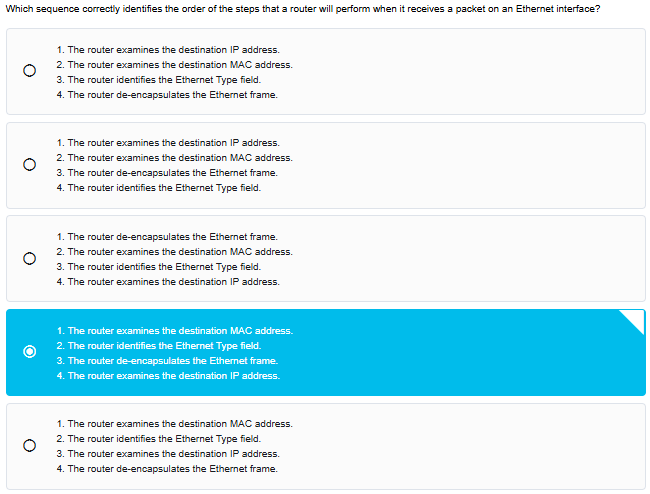 Which sequence correctly identifies the order of the steps that a router will perform when it receives a packet on an Ethernet interface?
1. The router examines the destination IP address.
2. The router examines the destination MAC address.
3. The router identifies the Ethernet Type field.
4. The router de-encapsulates the Ethernet frame.
1. The router examines the destination IP address.
2. The router examines the destination MAC address.
3. The router de-encapsulates the Ethernet frame.
4. The router identifies the Ethernet Type field.
1. The router de-encapsulates the Ethernet frame.
2. The router examines the destination MAC address.
3. The router identifies the Ethernet Type field.
4. The router examines the destination IP address.
1. The router examines the destination MAC address.
2. The router identifies the Ethernet Type field.
3. The router de-encapsulates the Ethernet frame.
4. The router examines the destination IP address.
1. The router examines the destination MAC address.
2. The router identifies the Ethernet Type field.
3. The router examines the destination IP address.
4. The router de-encapsulates the Ethernet frame.